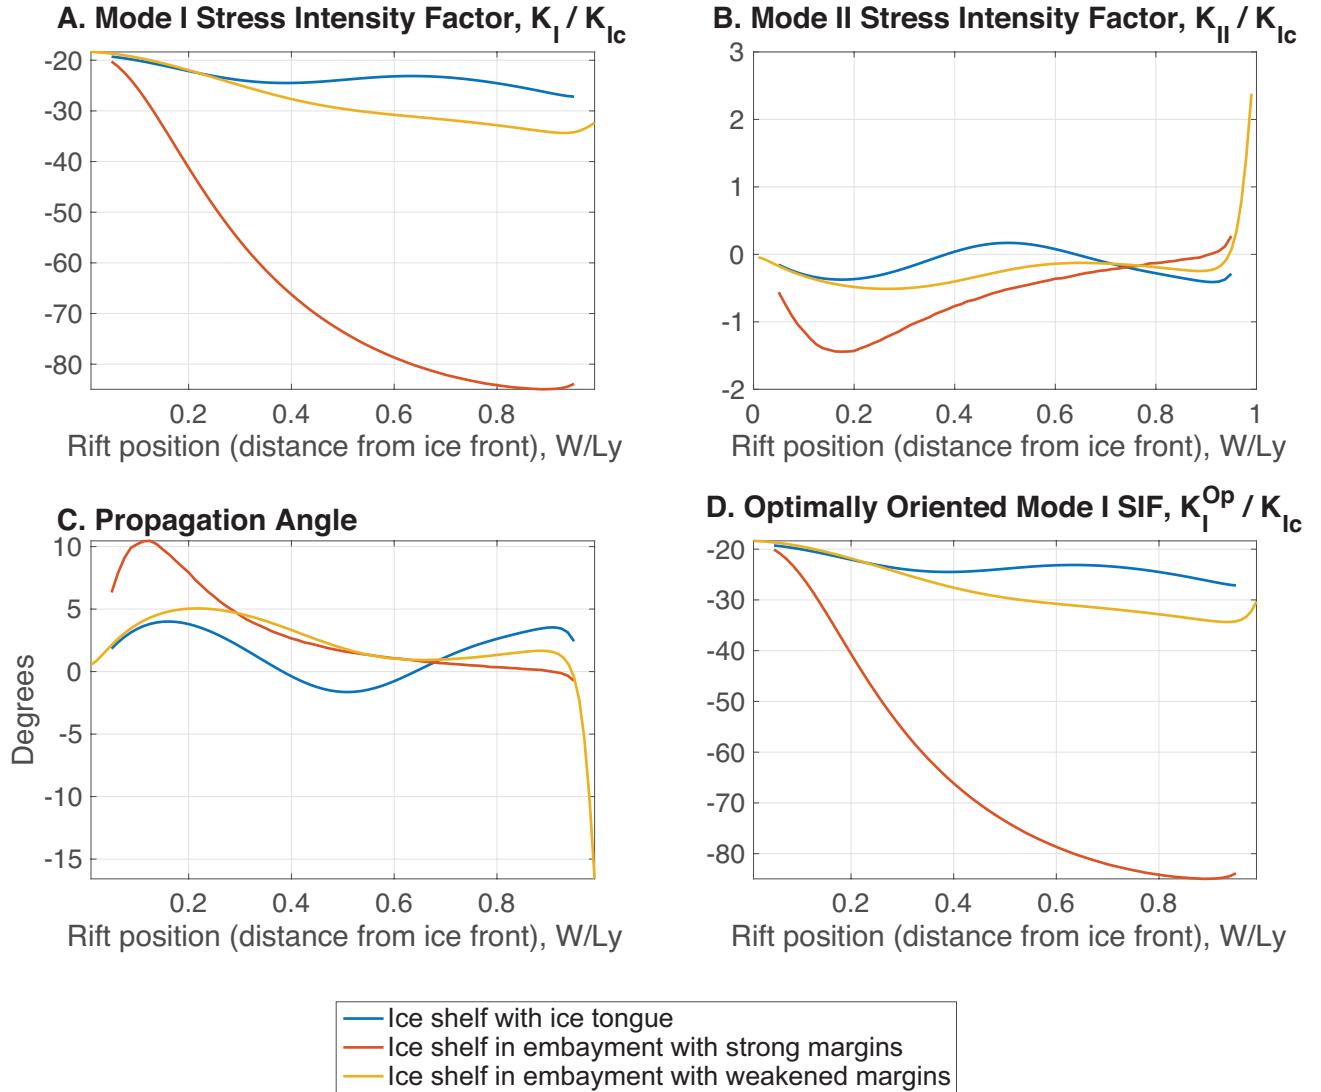 A. Mode I Stress Intensity Factor, K_I / K_Ic
-20
-30
-40
-50
-60
-70
-80
0.2 0.4 0.6 0.8
Rift position (distance from ice front), W/Ly
B. Mode II Stress Intensity Factor, K_II / K_Ic
3
2
1
0
-1
-2
0 0.2 0.4 0.6 0.8 1
Rift position (distance from ice front), W/Ly
C. Propagation Angle
Degrees
10
5
0
-5
-10
-15
0.2 0.4 0.6 0.8
Rift position (distance from ice front), W/Ly
D. Optimally Oriented Mode I SIF, K_I^Op / K_Ic
-20
-30
-40
-50
-60
-70
-80
0.2 0.4 0.6 0.8
Rift position (distance from ice front), W/Ly
Ice shelf with ice tongue
Ice shelf in embayment with strong margins
Ice shelf in embayment with weakened margins